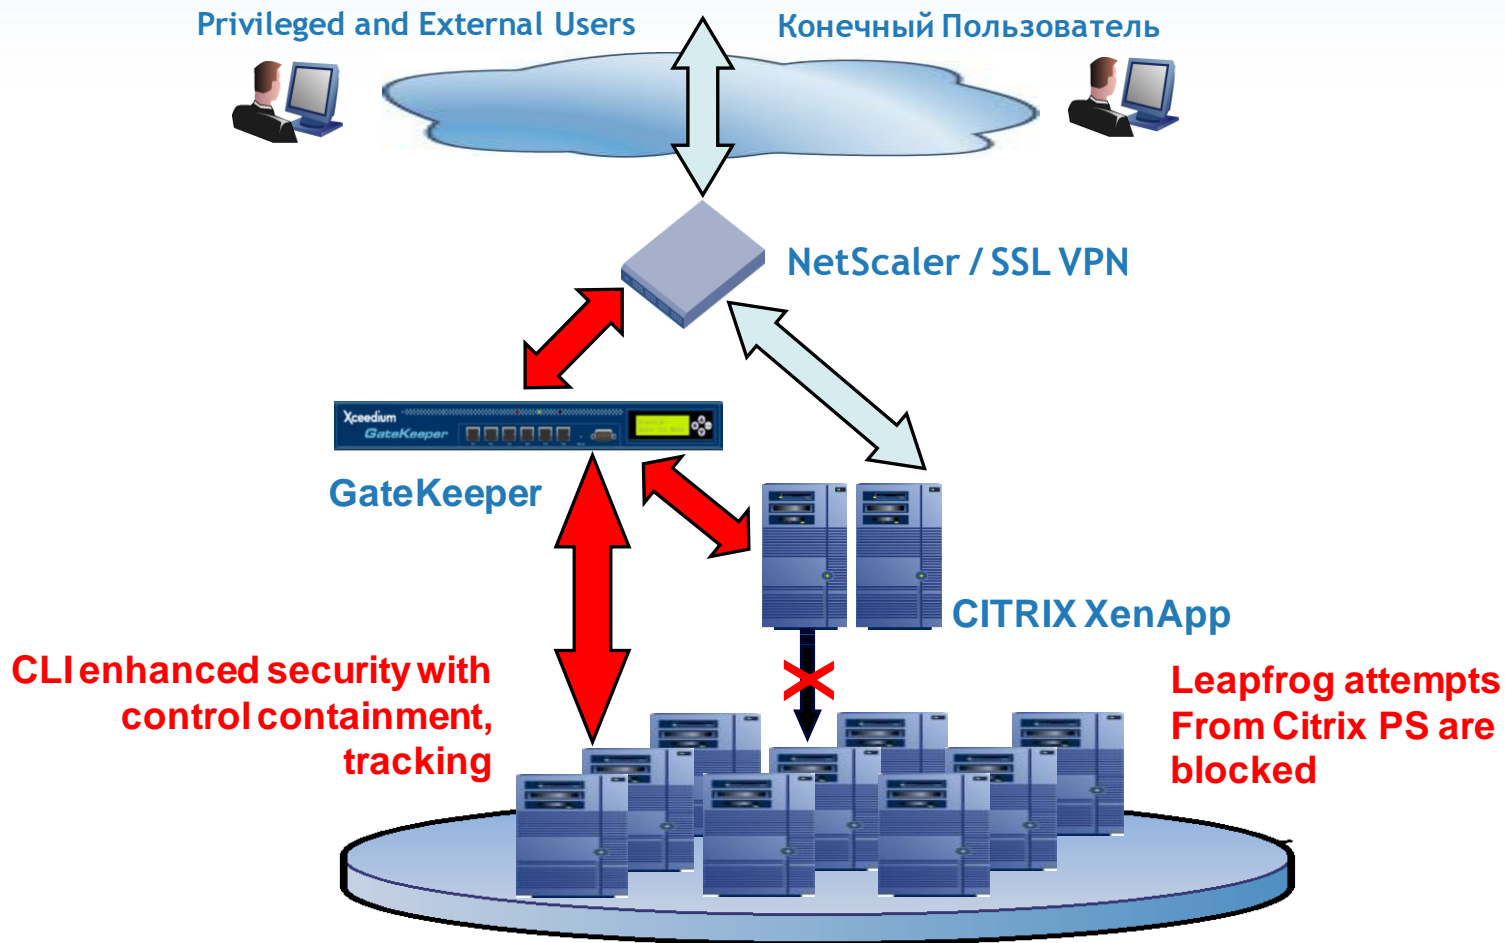 Privileged and External Users
Конечный Пользователь
NetScaler / SSL VPN
Xceedium
GateKeeper
GateKeeper
CITRIX XenApp
CLI enhanced security with
control containment,
tracking
Leapfrog attempts
From Citrix PS are
blocked